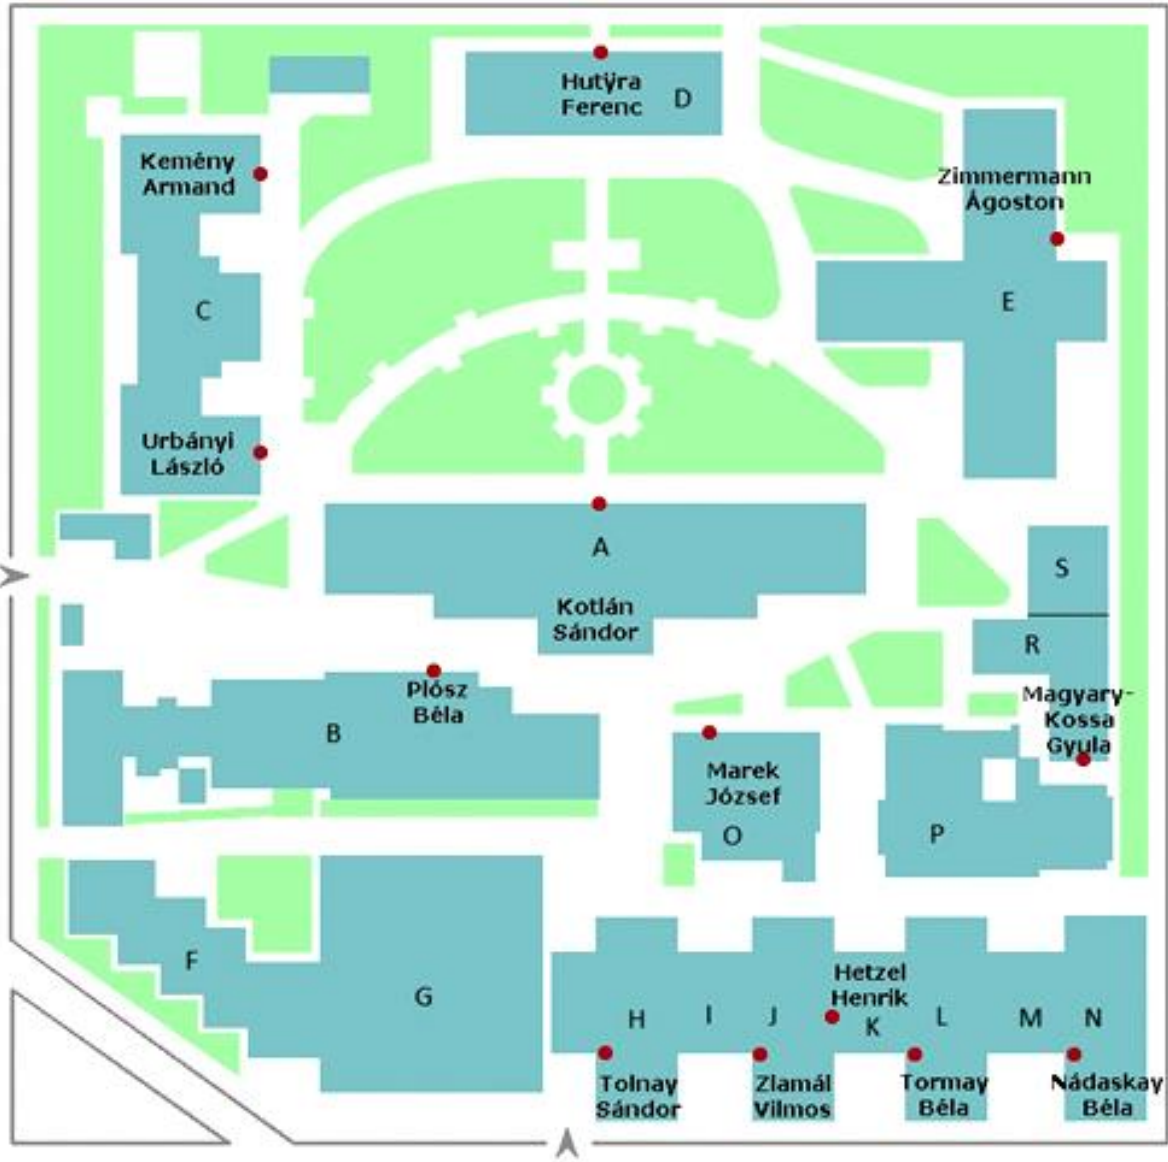 Hutÿra
Ferenc
D
Kemény
Armand
Zimmermann
Ágoston
C
E
Urbányi
László
A
S
Kotlán
Sándor
R
Plósz
Béla
Magyary-
Kossa
Gyula
B
Marek
József
O
P
F
G
Hetzel
Henrik
H
I
J
K
L
M
N
Tolnay
Sándor
Zlamál
Vilmos
Tormay
Béla
Nádaskay
Béla